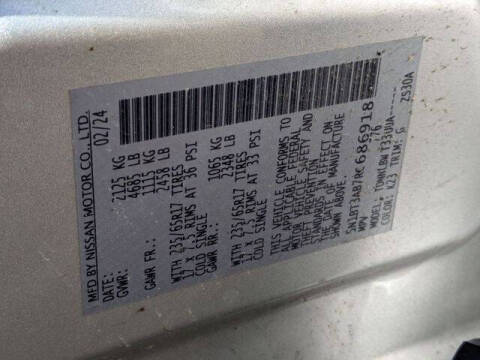 MFD BY NISSAN MOTOR CO., LTD.
DATE: 02/24
GVWR: 2125 KG
4685 LB
GAWR FR.: 1115 KG
2458 LB
WITH 235/65R17 TIRES
17 X 7.5 RIMS AT 36 PSI
COLD SINGLE
GAWR RR.: 1065 KG
2348 LB
WITH 235/65R17 TIRES
17 X 7.5 RIMS AT 33 PSI
COLD SINGLE
THIS VEHICLE CONFORMS TO
ALL APPLICABLE FEDERAL
MOTOR VEHICLE SAFETY AND
THEFT PREVENTION
STANDARDS IN EFFECT ON THE
DATE OF MANUFACTURE
SHOWN ABOVE.
5N1BT3AB7RC686918
MPV 776
MODEL:
COLOR: K23 TRIM: G 2S30A